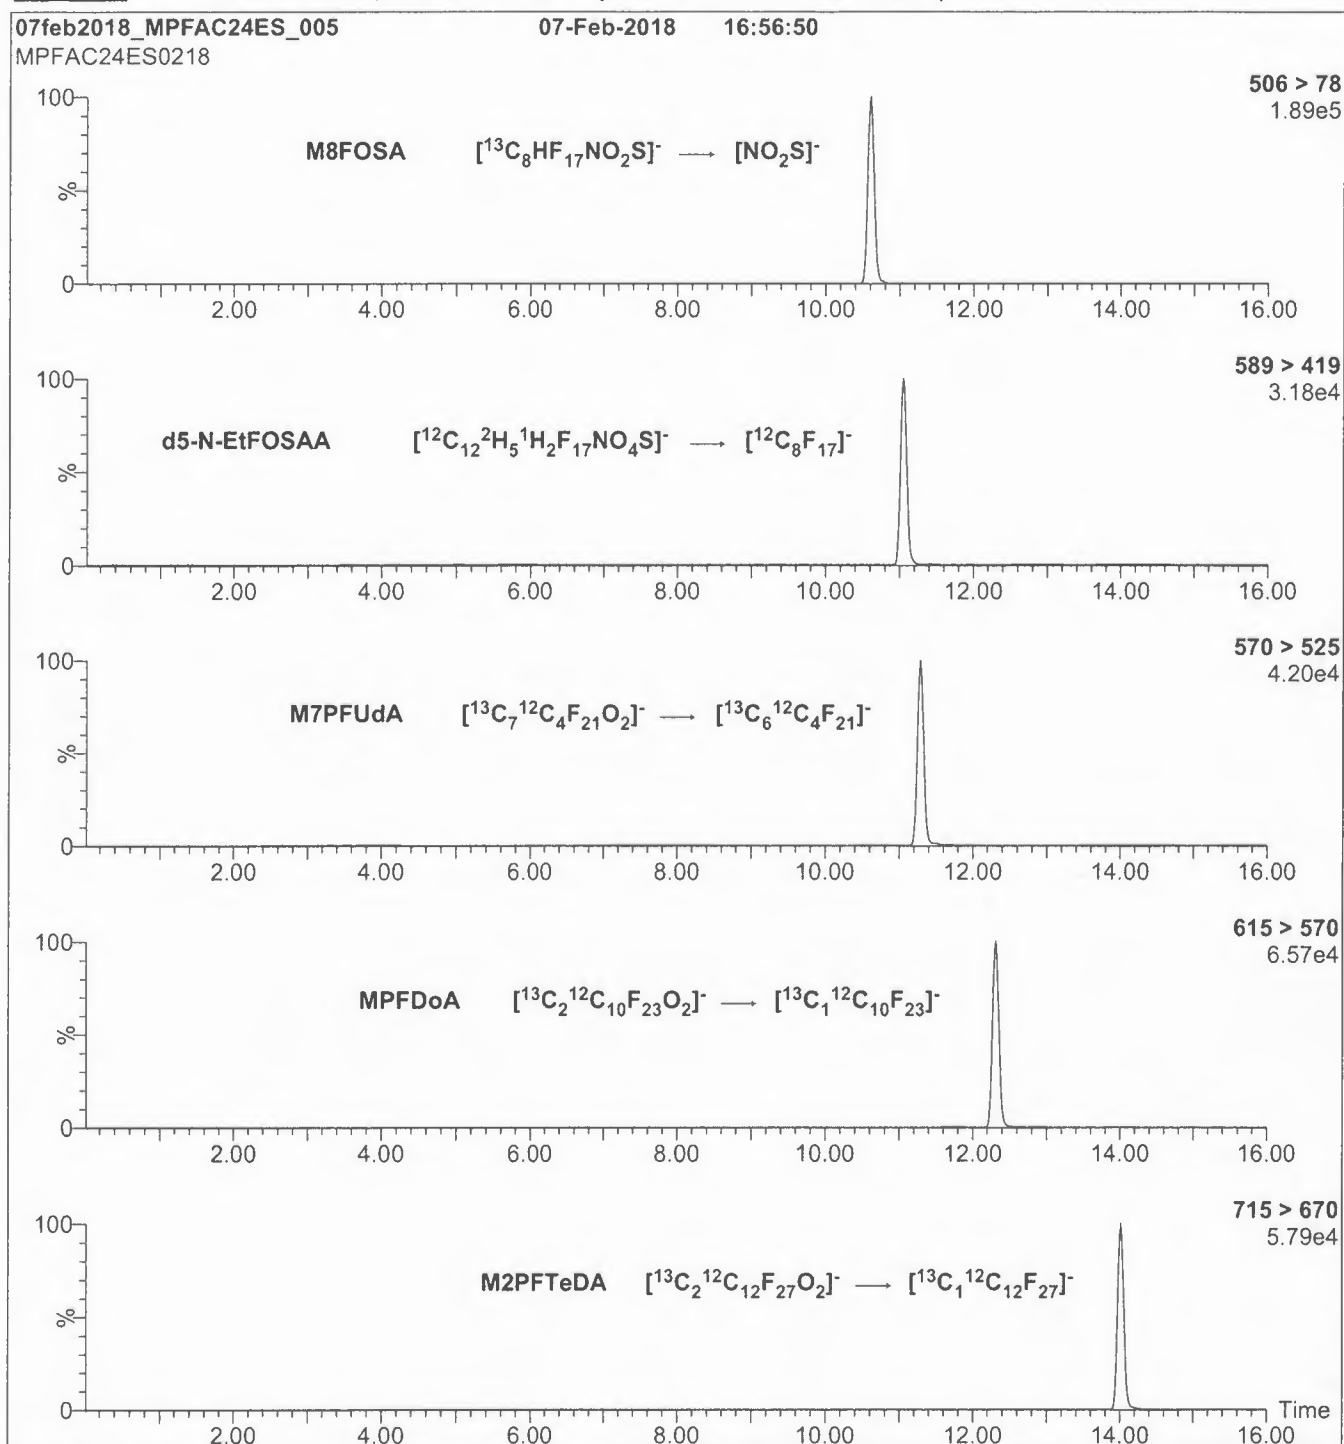 07feb2018_MPFAC24ES_005 07-Feb-2018 16:56:50
MPFAC24ES0218
506 > 78
1.89e5
100
M8FOSA [¹³C₈HF₁₇NO₂S]⁻ → [NO₂S]⁻
%
0
2.00 4.00 6.00 8.00 10.00 12.00 14.00 16.00
589 > 419
3.18e4
100
d5-N-EtFOSAA [¹²C₁₂²H₅¹H₂F₁₇NO₄S]⁻ → [¹²C₈F₁₇]⁻
%
0
2.00 4.00 6.00 8.00 10.00 12.00 14.00 16.00
570 > 525
4.20e4
100
M7PFUdA [¹³C₇¹²C₄F₂₁O₂]⁻ → [¹³C₆¹²C₄F₂₁]⁻
%
0
2.00 4.00 6.00 8.00 10.00 12.00 14.00 16.00
615 > 570
6.57e4
100
MPFDoA [¹³C₂¹²C₁₀F₂₃O₂]⁻ → [¹³C₁¹²C₁₀F₂₃]⁻
%
0
2.00 4.00 6.00 8.00 10.00 12.00 14.00 16.00
715 > 670
5.79e4
100
M2PFTeDA [¹³C₂¹²C₁₂F₂₇O₂]⁻ → [¹³C₁¹²C₁₂F₂₇]⁻
%
0
Time
2.00 4.00 6.00 8.00 10.00 12.00 14.00 16.00